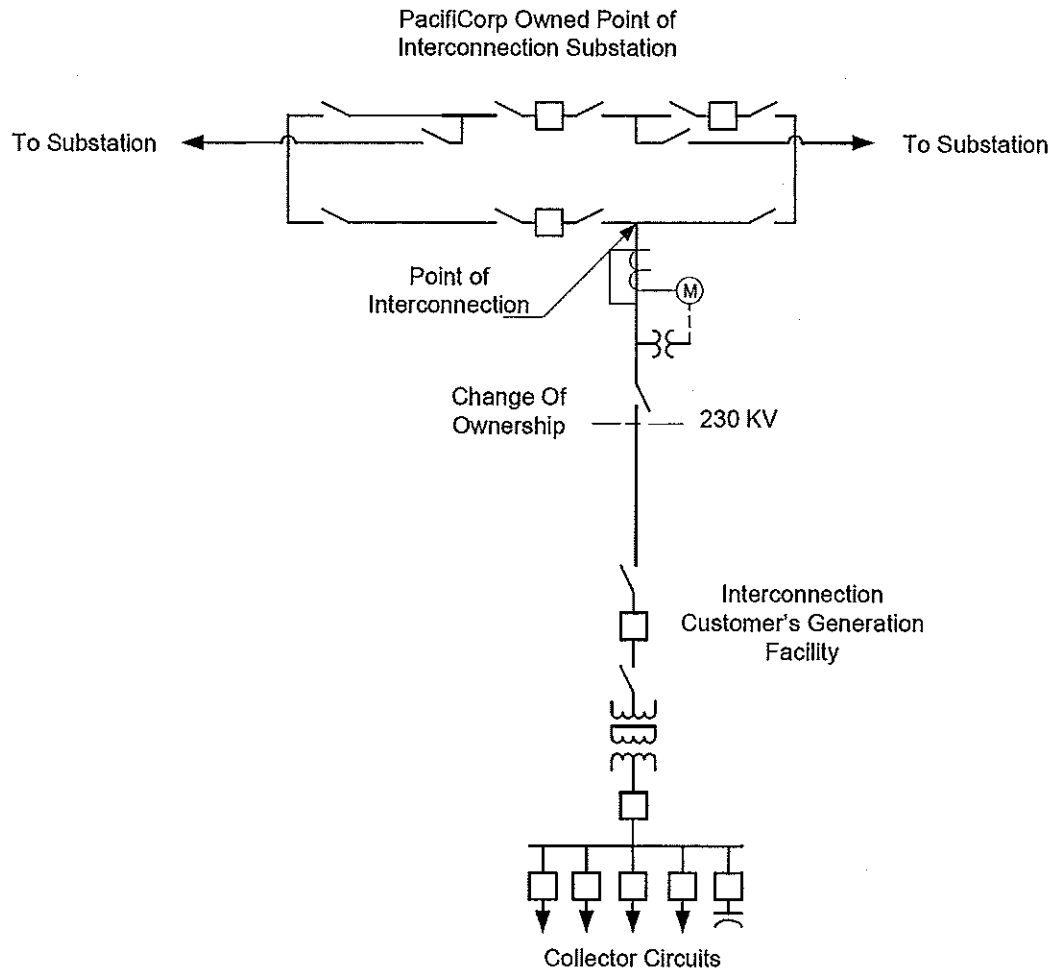 PacifiCorp Owned Point of
Interconnection Substation
To Substation
To Substation
Point of
Interconnection
M
Change Of
Ownership
230 KV
Interconnection
Customer's Generation
Facility
Collector Circuits